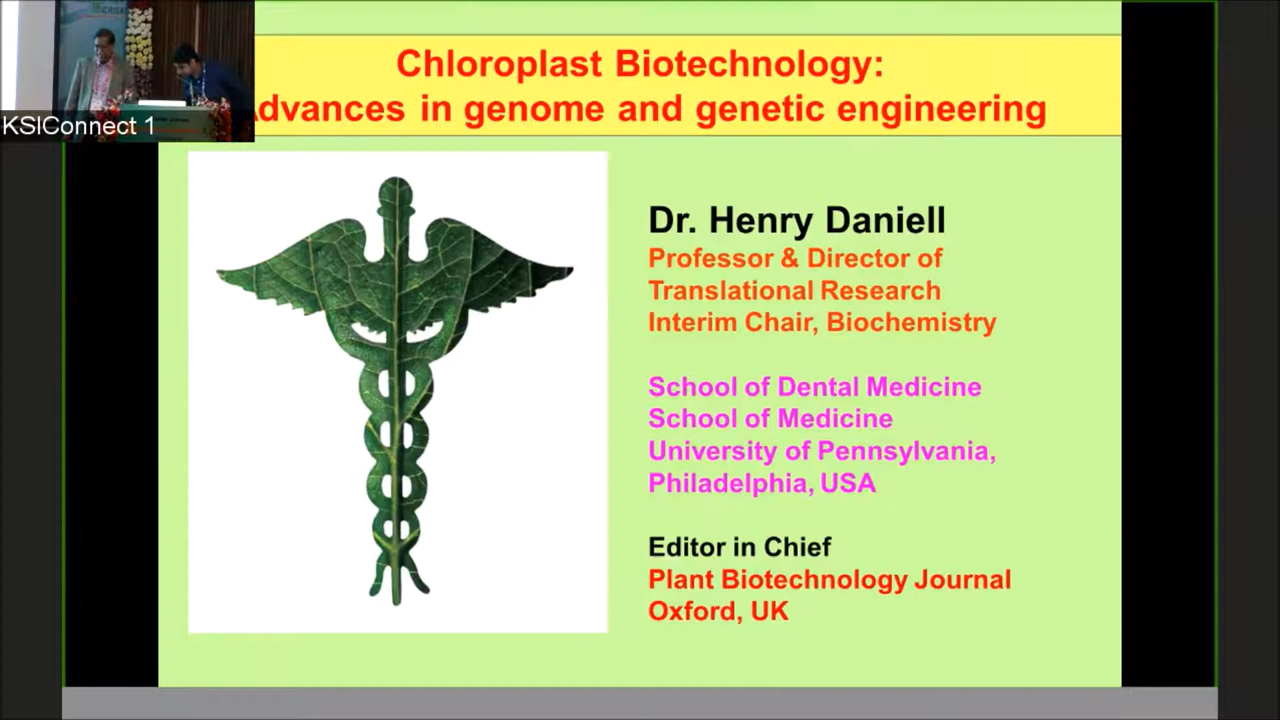 Chloroplast Biotechnology:
dvances in genome and genetic engineering
KSIConnect 1
Dr. Henry Daniell
Professor & Director of
Translational Research
Interim Chair, Biochemistry
School of Dental Medicine
School of Medicine
University of Pennsylvania,
Philadelphia, USA
Editor in Chief
Plant Biotechnology Journal
Oxford, UK